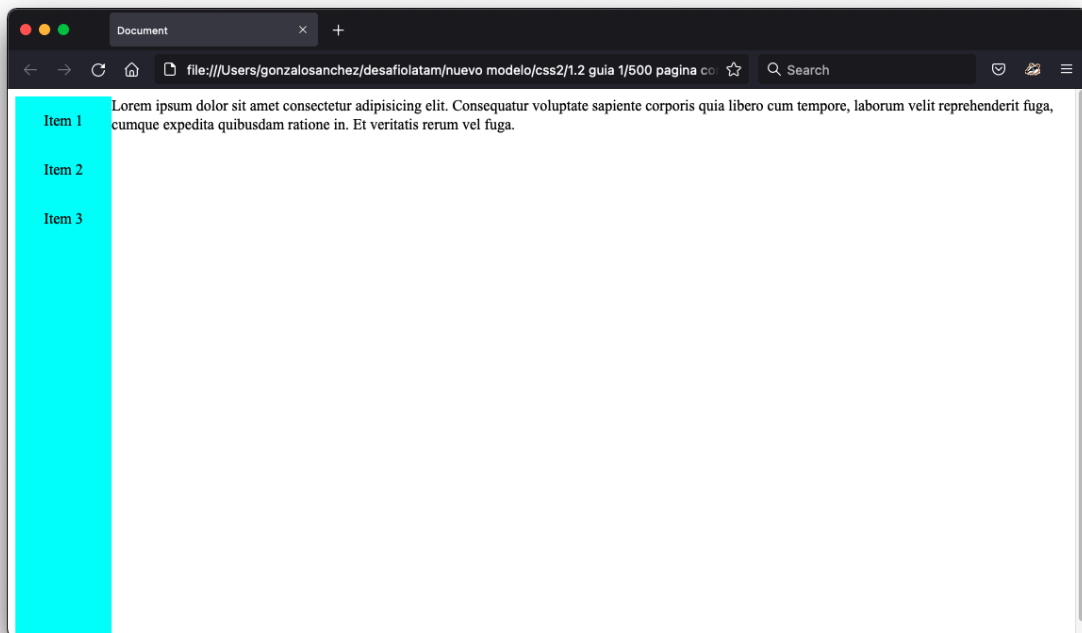 Document
file:///Users/gonzalosanchez/desafiolatam/nuevo modelo/css2/1.2 guia 1/500 pagina co
Search
Item 1
Item 2
Item 3
Lorem ipsum dolor sit amet consectetur adipisicing elit. Consequatur voluptate sapiente corporis quia libero cum tempore, laborum velit reprehenderit fuga,
cumque expedita quibusdam ratione in. Et veritatis rerum vel fuga.